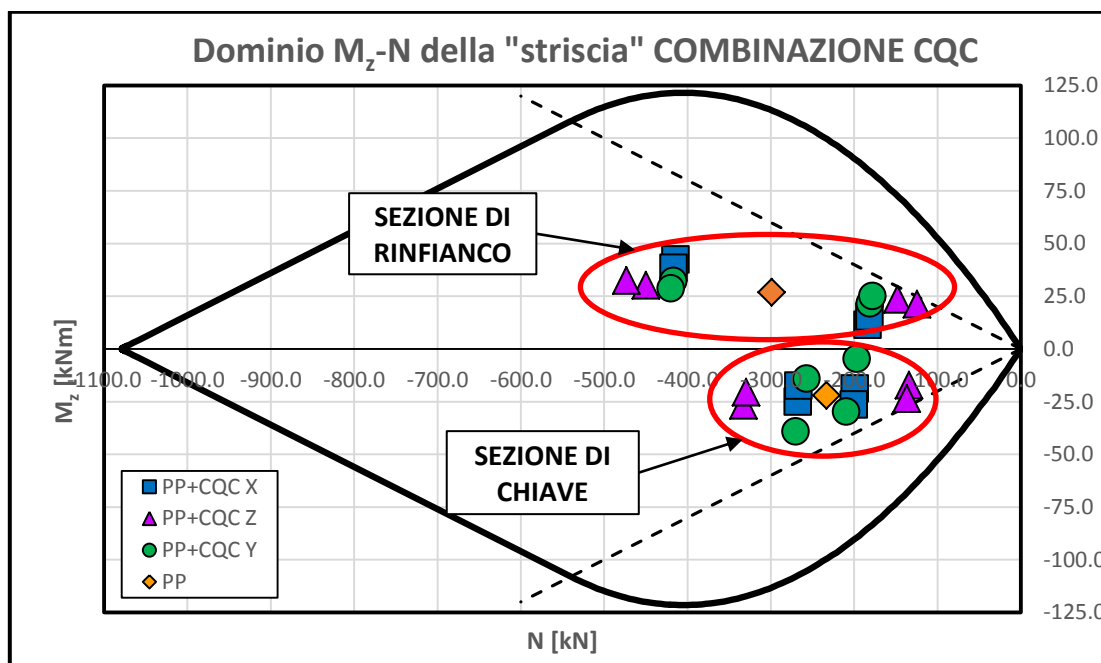 Dominio Mz-N della "striscia" COMBINAZIONE CQC
125.0
100.0
75.0
50.0
25.0
0.0
-25.0
-50.0
-75.0
-100.0
-125.0
-1100.0 -1000.0 -900.0 -800.0 -700.0 -600.0 -500.0 -400.0 -300.0 -200.0 -100.0 0.0
Mz [kNm]
N [kN]
SEZIONE DI
RINFIANCO
SEZIONE DI
CHIAVE
PP+CQC X
PP+CQC Z
PP+CQC Y
PP